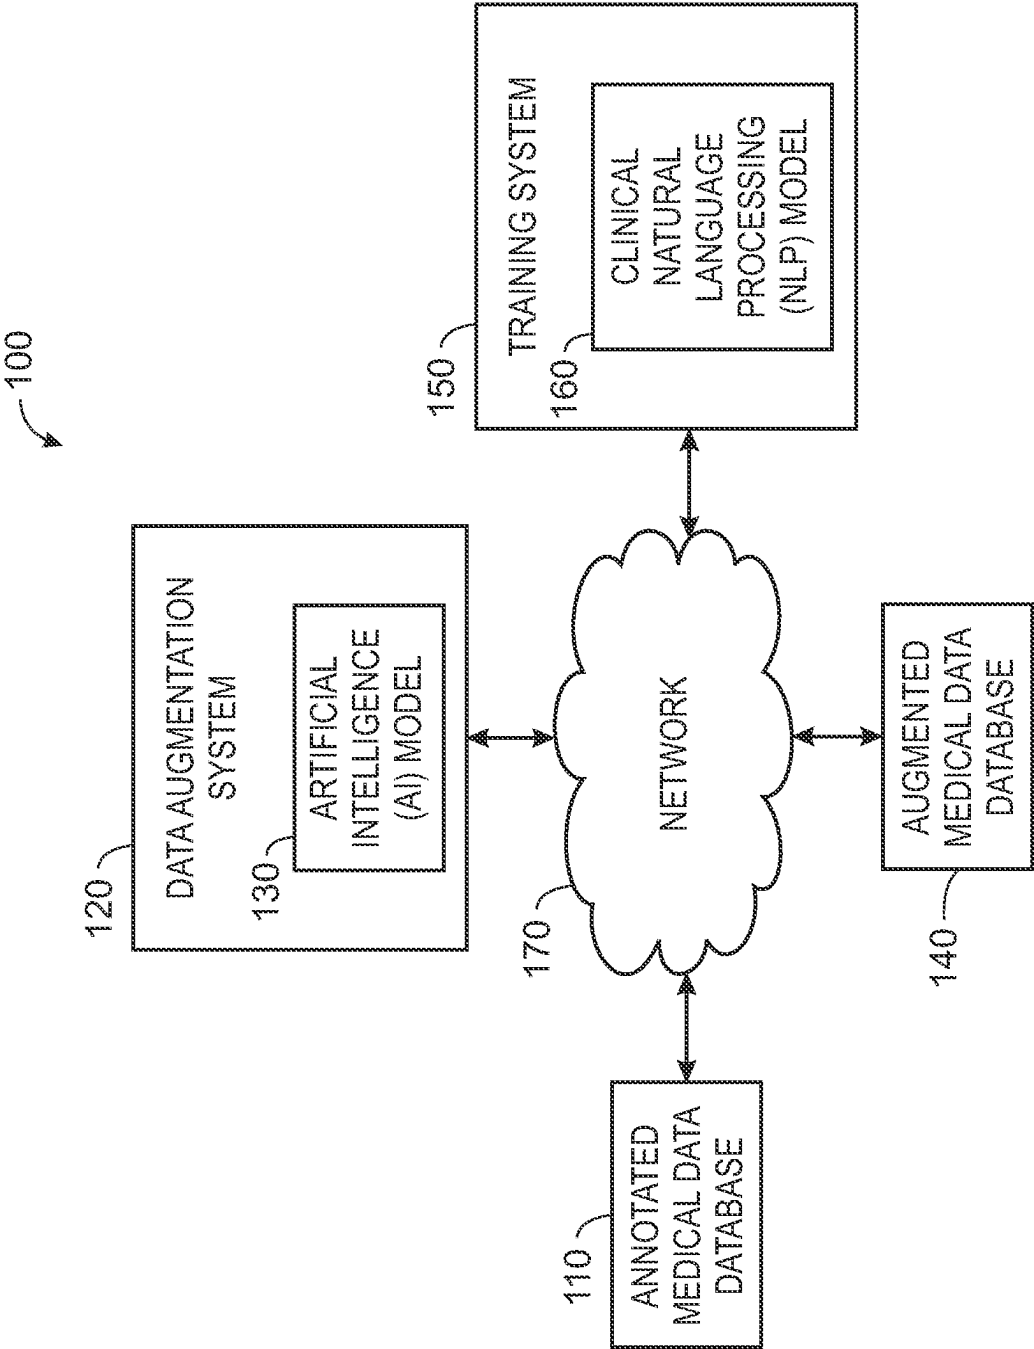 100
120
DATA AUGMENTATION
SYSTEM
130
ARTIFICIAL
INTELLIGENCE
(AI) MODEL
150
TRAINING SYSTEM
160
CLINICAL
NATURAL
LANGUAGE
PROCESSING
(NLP) MODEL
110
ANNOTATED
MEDICAL DATA
DATABASE
170
NETWORK
140
AUGMENTED
MEDICAL DATA
DATABASE